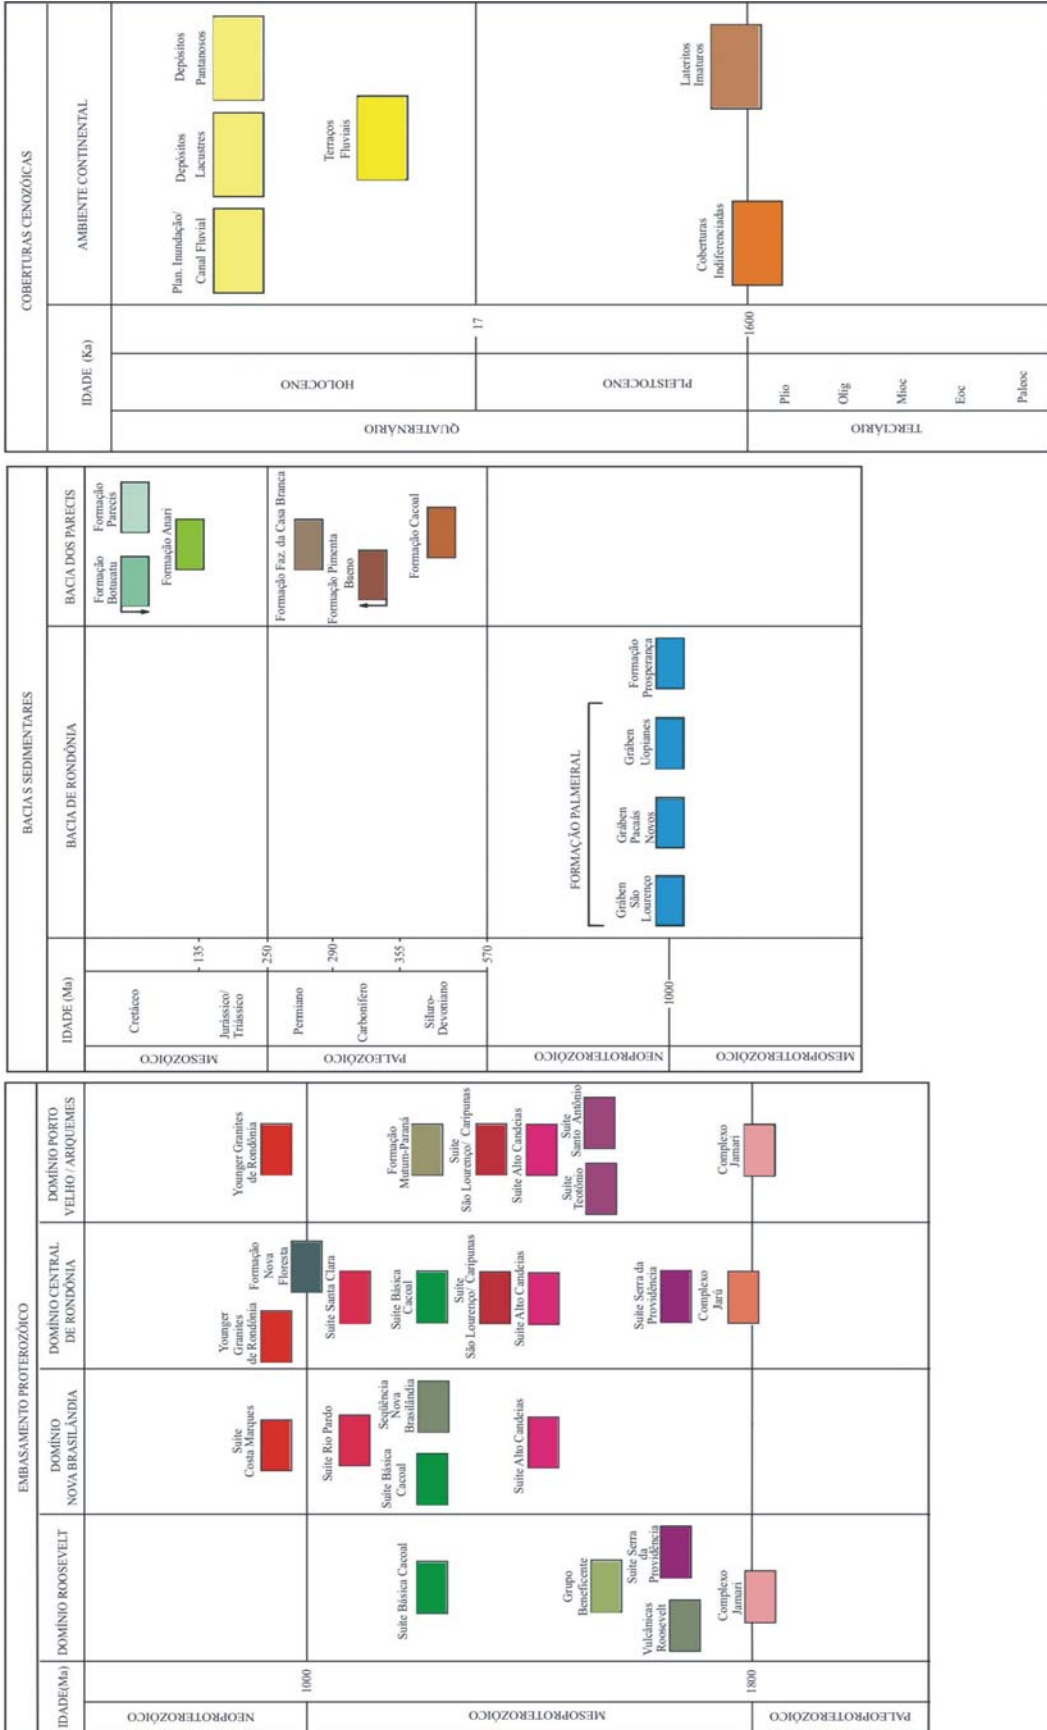 EMBASAMENTO PROTEROZÓICO
IDADE(Ma)
DOMÍNIO ROOSEVELT
DOMÍNIO
NOVA BRASILÂNDIA
DOMÍNIO CENTRAL
DE RONDÔNIA
DOMÍNIO PORTO
VELHO / ARIQUEMES
NEOPROTEROZÓICO
1000
MESOPROTEROZÓICO
1800
PALEOPROTEROZÓICO
Suíte Básica Cacoal
Grupo
Beneficente
Suíte Serra
da
Providência
Vulcânicas
Roosevelt
Complexo
Jamari
Suíte
Costa Marques
Suíte Rio Pardo
Suíte Básica
Cacoal
Seqüência
Nova
Brasilândia
Suíte Alto Candeias
Younger
Granites
de Rondônia
Formação
Nova
Floresta
Suíte Santa Clara
Suíte Básica
Cacoal
Suíte
São Lourenço/ Caripunas
Suíte Alto Candeias
Suíte Serra da
Providência
Complexo
Jarú
Younger Granites
de Rondônia
Formação
Mutum-Paraná
Suíte
São Lourenço/ Caripunas
Suíte Alto Candeias
Suíte
Teotônio
Suíte
Santo Antônio
Complexo
Jamari
BACIA S SEDIMENTARES
IDADE (Ma)
BACIA DE RONDÔNIA
BACIA DOS PARECIS
MESOZÓICO
Cretáceo
135
Jurássico/
Triássico
250
PALEOZÓICO
Permiano
290
Carbonífero
355
Siluro-
Devoniano
570
NEOPROTEROZÓICO
1000
MESOPROTEROZÓICO
FORMAÇÃO PALMEIRAL
Gráben
São
Lourenço
Gráben
Pacaás
Novos
Gráben
Uopianes
Formação
Prosperança
Formação
Botucatu
Formação
Parecis
Formação Anari
Formação Faz. da Casa Branca
Formação Pimenta
Bueno
Formação Cacoal
COBERTURAS CENOZÓICAS
IDADE (Ka)
AMBIENTE CONTINENTAL
QUATERNÁRIO
HOLOCENO
17
PLEISTOCENO
1600
TERCIÁRIO
Plio
Olig
Mioc
Eoc
Paleoc
Plan. Inundação/
Canal Fluvial
Depósitos
Lacustres
Depósitos
Pantanosos
Terraços
Fluviais
Coberturas
Indiferenciadas
Lateritos
Imaturos